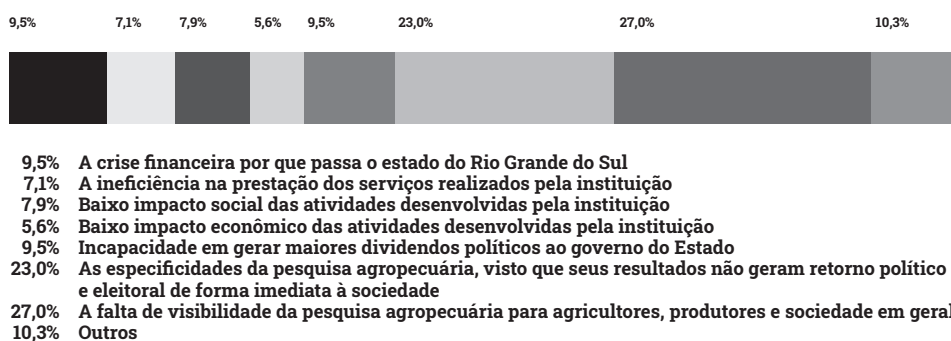 9,5% 7,1% 7,9% 5,6% 9,5% 23,0% 27,0% 10,3%
9,5% A crise financeira por que passa o estado do Rio Grande do Sul
7,1% A ineficiência na prestação dos serviços realizados pela instituição
7,9% Baixo impacto social das atividades desenvolvidas pela instituição
5,6% Baixo impacto econômico das atividades desenvolvidas pela instituição
9,5% Incapacidade em gerar maiores dividendos políticos ao governo do Estado
23,0% As especificidades da pesquisa agropecuária, visto que seus resultados não geram retorno político
e eleitoral de forma imediata à sociedade
27,0% A falta de visibilidade da pesquisa agropecuária para agricultores, produtores e sociedade em geral
10,3% Outros